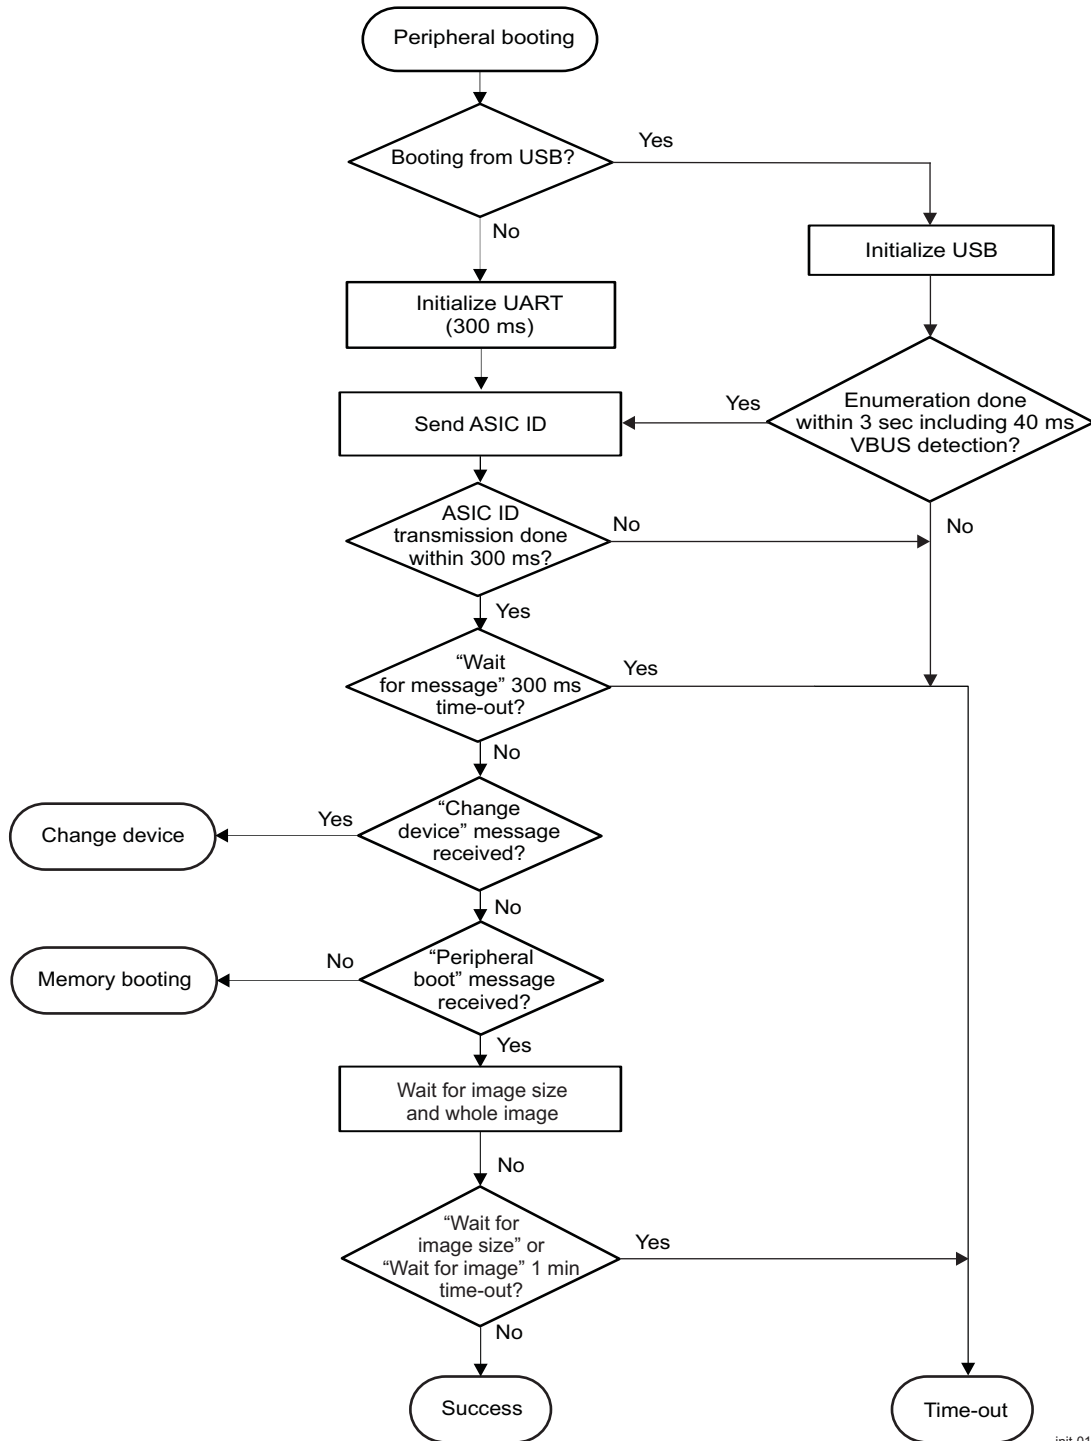 Peripheral booting
Booting from USB?
Yes
No
Initialize USB
Initialize UART
(300 ms)
Enumeration done
within 3 sec including 40 ms
VBUS detection?
Yes
Send ASIC ID
No
ASIC ID
transmission done
within 300 ms?
No
Yes
“Wait
for message” 300 ms
time-out?
Yes
No
“Change
device” message
received?
Yes
Change device
No
“Peripheral
boot” message
received?
No
Memory booting
Yes
Wait for image size
and whole image
No
“Wait for
image size” or
“Wait for image” 1 min
time-out?
Yes
No
Success
Time-out